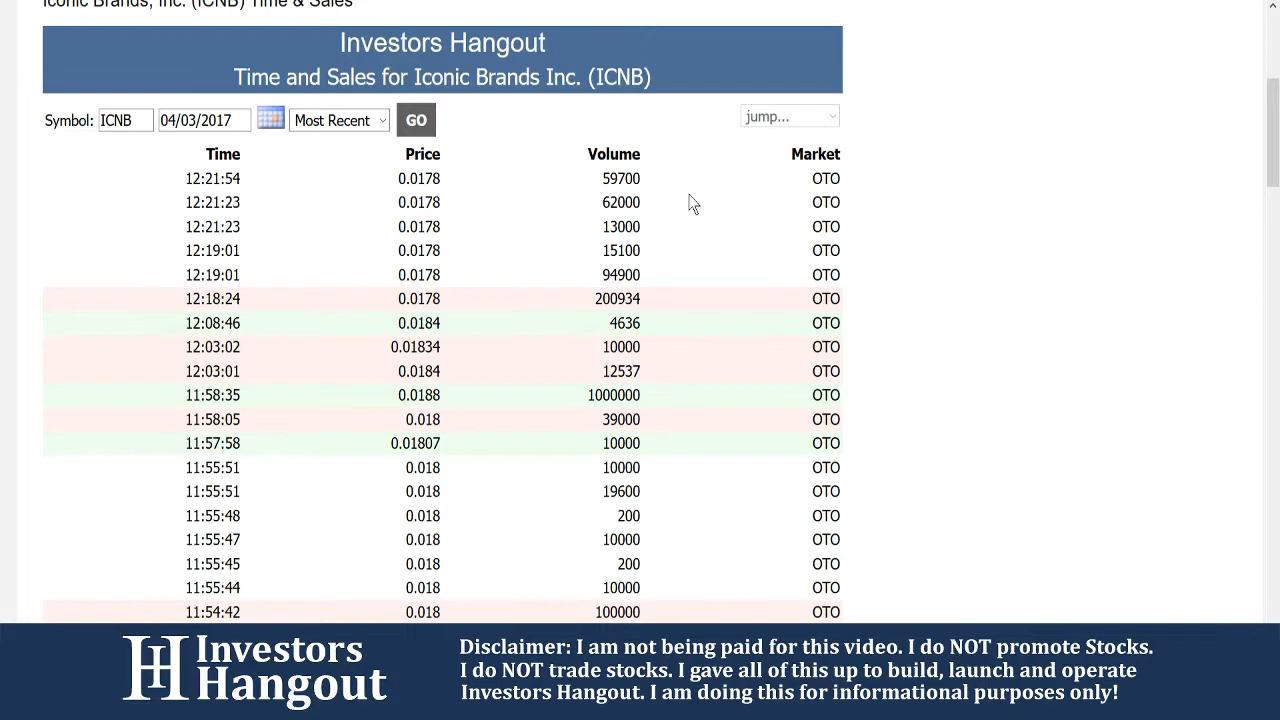 Iconic Brands, Inc. (ICNB) Time & Sales
Investors Hangout
Time and Sales for Iconic Brands Inc. (ICNB)
Symbol: ICNB 04/03/2017 Most Recent GO jump...
Time Price Volume Market
12:21:54 0.0178 59700 OTO
12:21:23 0.0178 62000 OTO
12:21:23 0.0178 13000 OTO
12:19:01 0.0178 15100 OTO
12:19:01 0.0178 94900 OTO
12:18:24 0.0178 200934 OTO
12:08:46 0.0184 4636 OTO
12:03:02 0.01834 10000 OTO
12:03:01 0.0184 12537 OTO
11:58:35 0.0188 1000000 OTO
11:58:05 0.018 39000 OTO
11:57:58 0.01807 10000 OTO
11:55:51 0.018 10000 OTO
11:55:51 0.018 19600 OTO
11:55:48 0.018 200 OTO
11:55:47 0.018 10000 OTO
11:55:45 0.018 200 OTO
11:55:44 0.018 10000 OTO
11:54:42 0.018 100000 OTO
Investors
Hangout
Disclaimer: I am not being paid for this video. I do NOT promote Stocks.
I do NOT trade stocks. I gave all of this up to build, launch and operate
Investors Hangout. I am doing this for informational purposes only!